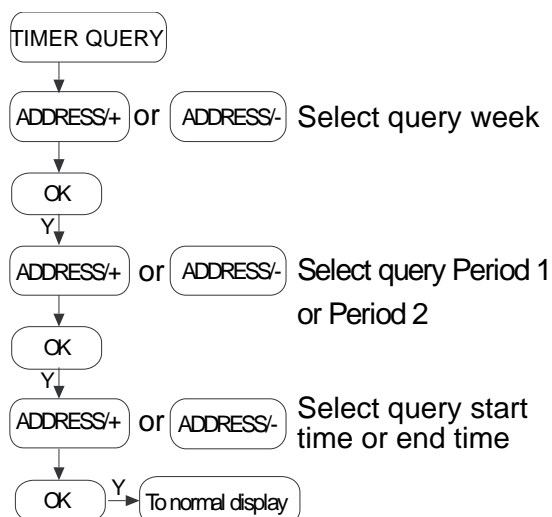 TIMER QUERY
ADDRESS/+ or ADDRESS/- Select query week
OK
Y
ADDRESS/+ or ADDRESS/- Select query Period 1
or Period 2
OK
Y
ADDRESS/+ or ADDRESS/- Select query start
time or end time
OK Y To normal display